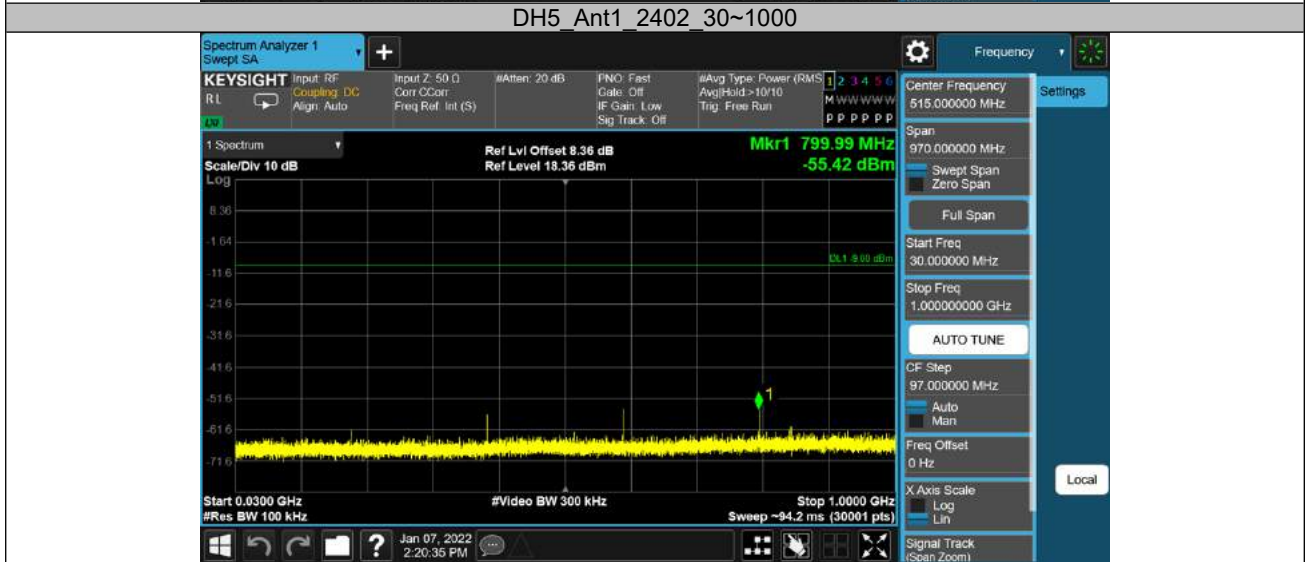 DH5_Ant1_2402_30~1000
Spectrum Analyzer 1
Swept SA
+
Frequency
KEYSIGHT
RL
Input: RF
Coupling: DC
Align: Auto
Input Z: 50 Ω
Corr CCorr
Freq Ref: Int (S)
#Atten: 20 dB
PNO: Fast
Gate: Off
IF Gain: Low
Sig Track: Off
#Avg Type: Power (RMS
Avg|Hold:>10/10
Trig: Free Run
1 2 3 4 5 6
M W W W W W
P P P P P P
1 Spectrum
Scale/Div 10 dB
Log
Ref Lvl Offset 8.36 dB
Ref Level 18.36 dBm
Mkr1 799.99 MHz
-55.42 dBm
8.36
-1.64
-11.6
-21.6
-31.6
-41.6
-51.6
-61.6
-71.6
DL1 -9.00 dBm
1
Start 0.0300 GHz
#Res BW 100 kHz
#Video BW 300 kHz
Stop 1.0000 GHz
Sweep ~94.2 ms (30001 pts)
Center Frequency
515.000000 MHz
Span
970.000000 MHz
Swept Span
Zero Span
Full Span
Start Freq
30.000000 MHz
Stop Freq
1.000000000 GHz
AUTO TUNE
CF Step
97.000000 MHz
Auto
Man
Freq Offset
0 Hz
X Axis Scale
Log
Lin
Signal Track
(Span Zoom)
Settings
Local
?
Jan 07, 2022
2:20:35 PM